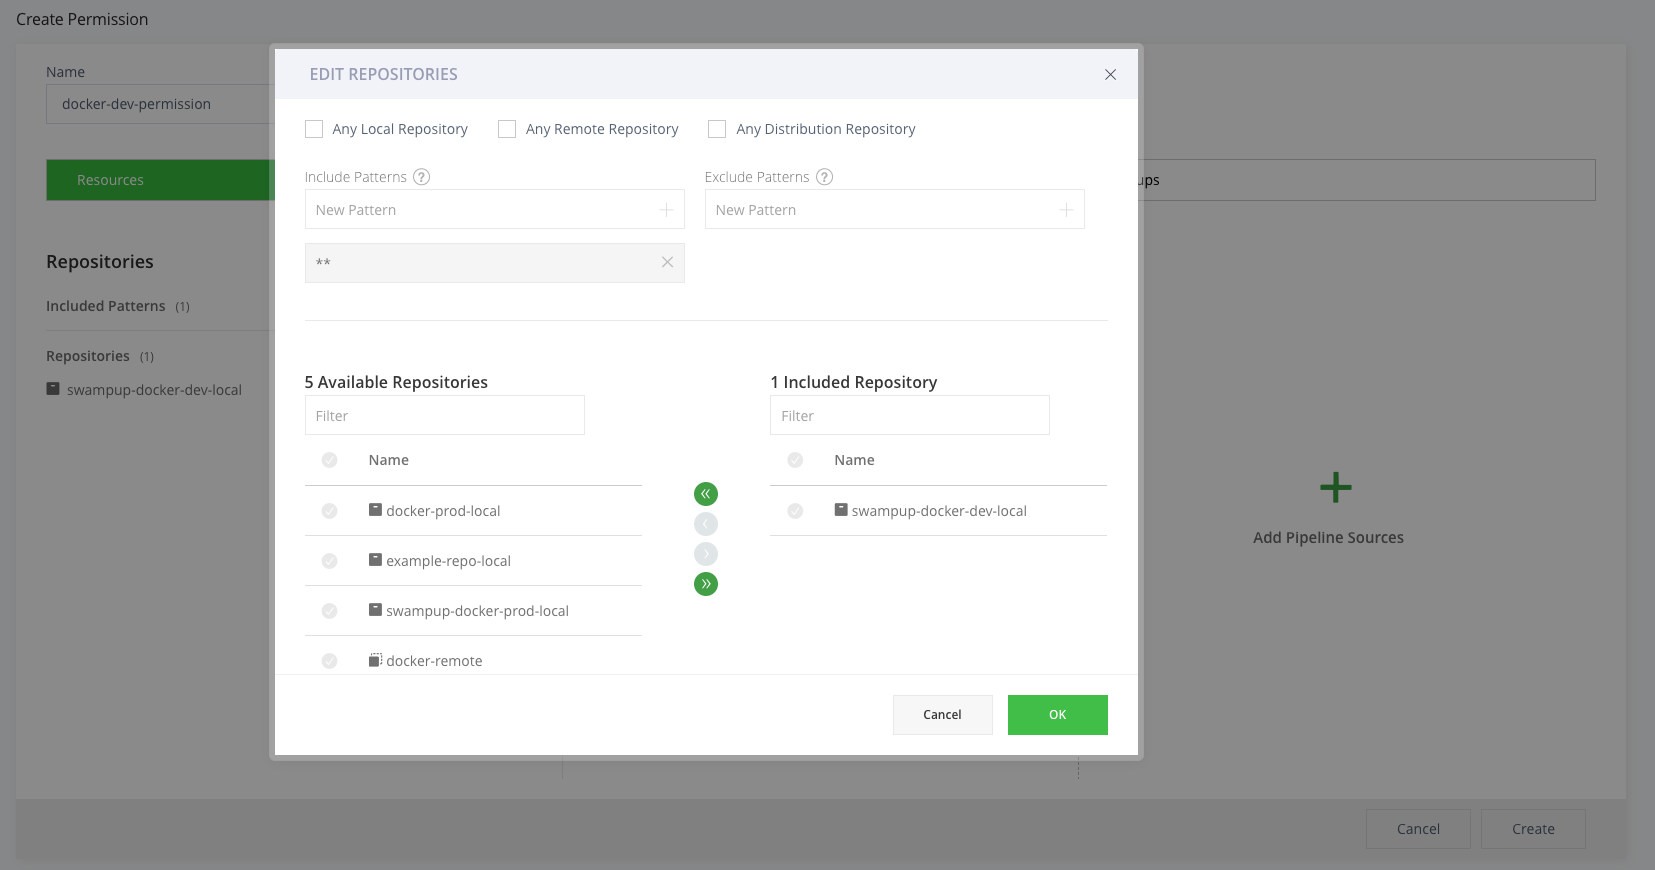 Create Permission
Name
docker-dev-permission
Resources
Repositories
Included Patterns (1)
Repositories (1)
swampup-docker-dev-local
EDIT REPOSITORIES
Any Local Repository
Any Remote Repository
Any Distribution Repository
Include Patterns ?
Exclude Patterns ?
New Pattern
New Pattern
**
5 Available Repositories
Filter
Name
docker-prod-local
example-repo-local
swampup-docker-prod-local
docker-remote
1 Included Repository
Filter
Name
swampup-docker-dev-local
Cancel
OK
ups
Add Pipeline Sources
Cancel
Create